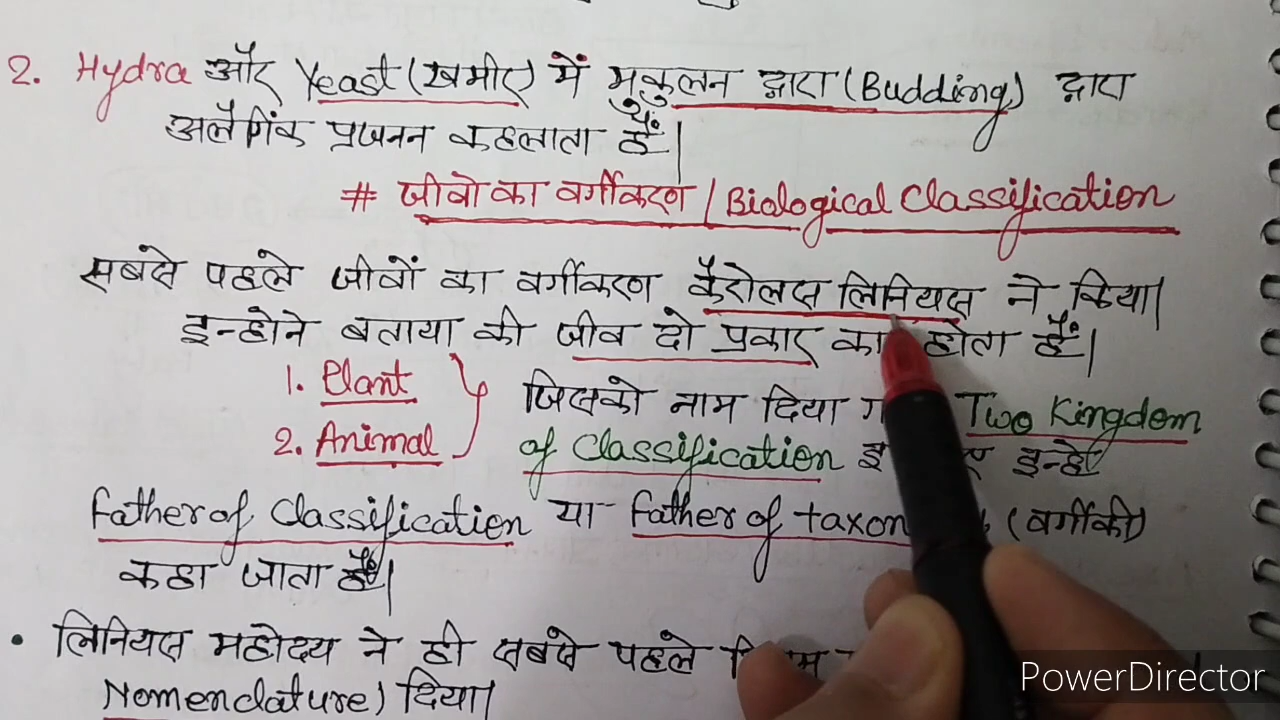 2. Hydra और Yeast (खमीर) में मुकुलन द्वारा (Budding) द्वारा
अलैगिंक प्रजनन कहलाता हैं।
# जीवो का वर्गीकरण / Biological Classification
सबसे पहले जीवों का वर्गीकरण कैरोलस लिनियस ने किया।
इन्होने बताया की जीव दो प्रकार का होता हैं।
1. Plant
2. Animal
जिसको नाम दिया Two Kingdom
of Classification इन्हे
Father of Classification या Father of taxon (वर्गीकी)
कहा जाता है।
• लिनियस महोदय ने ही सबसे पहले
Nomenclature) दिया।
PowerDirector